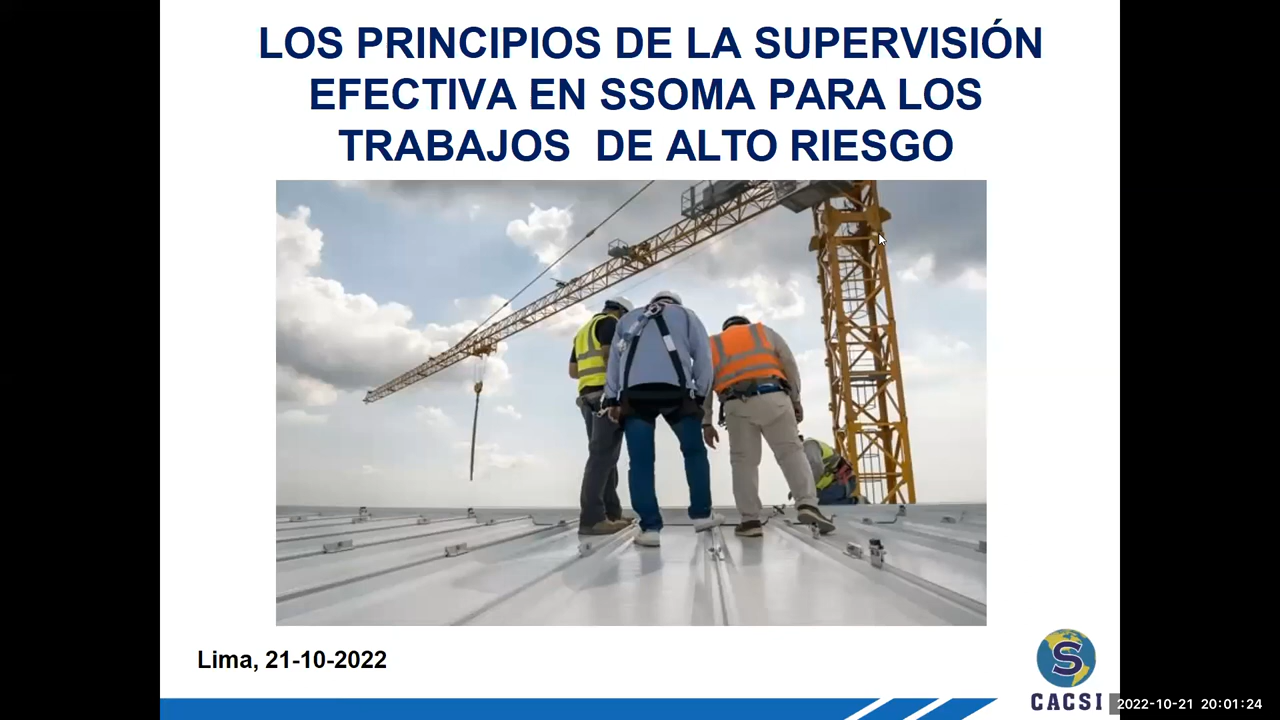 LOS PRINCIPIOS DE LA SUPERVISIÓN
EFECTIVA EN SSOMA PARA LOS
TRABAJOS DE ALTO RIESGO
Lima, 21-10-2022
S
CACSI
2022-10-21 20:01:24